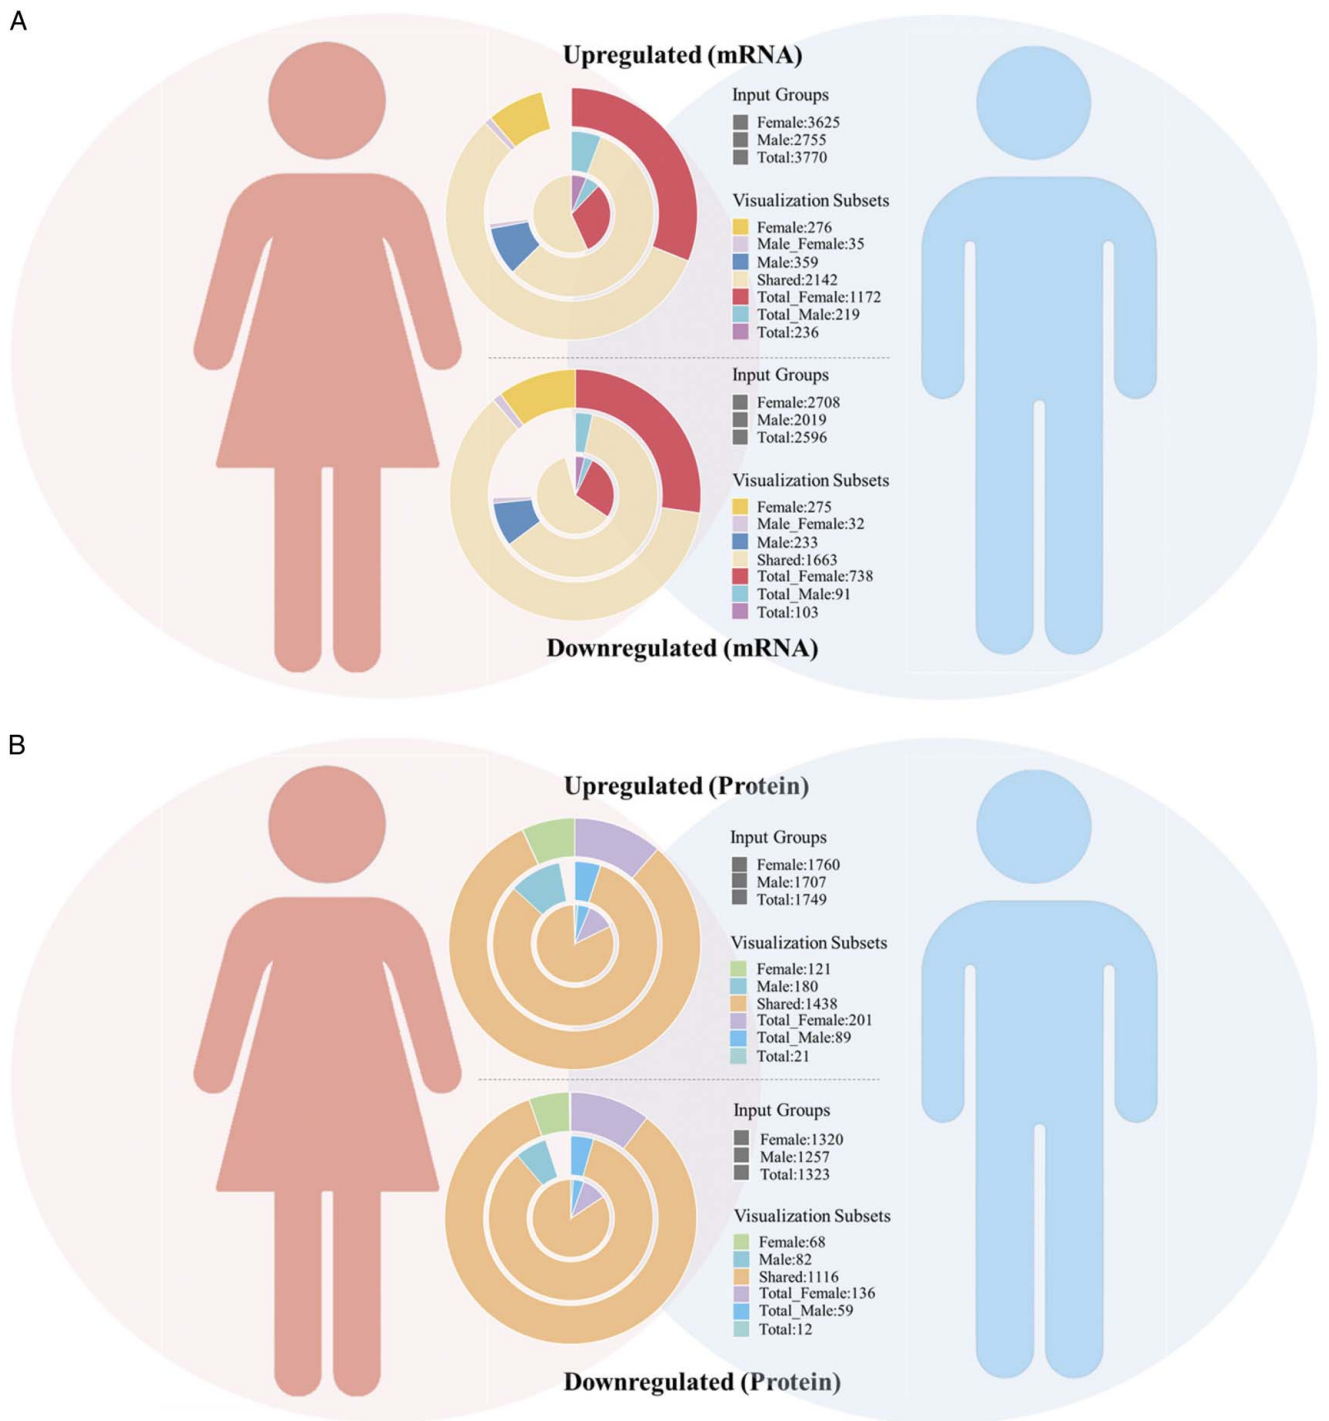 A
Upregulated (mRNA)
Input Groups
Female:3625
Male:2755
Total:3770
Visualization Subsets
Female:276
Male_Female:35
Male:359
Shared:2142
Total_Female:1172
Total_Male:219
Total:236
Input Groups
Female:2708
Male:2019
Total:2596
Visualization Subsets
Female:275
Male_Female:32
Male:233
Shared:1663
Total_Female:738
Total_Male:91
Total:103
Downregulated (mRNA)
B
Upregulated (Protein)
Input Groups
Female:1760
Male:1707
Total:1749
Visualization Subsets
Female:121
Male:180
Shared:1438
Total_Female:201
Total_Male:89
Total:21
Input Groups
Female:1320
Male:1257
Total:1323
Visualization Subsets
Female:68
Male:82
Shared:1116
Total_Female:136
Total_Male:59
Total:12
Downregulated (Protein)